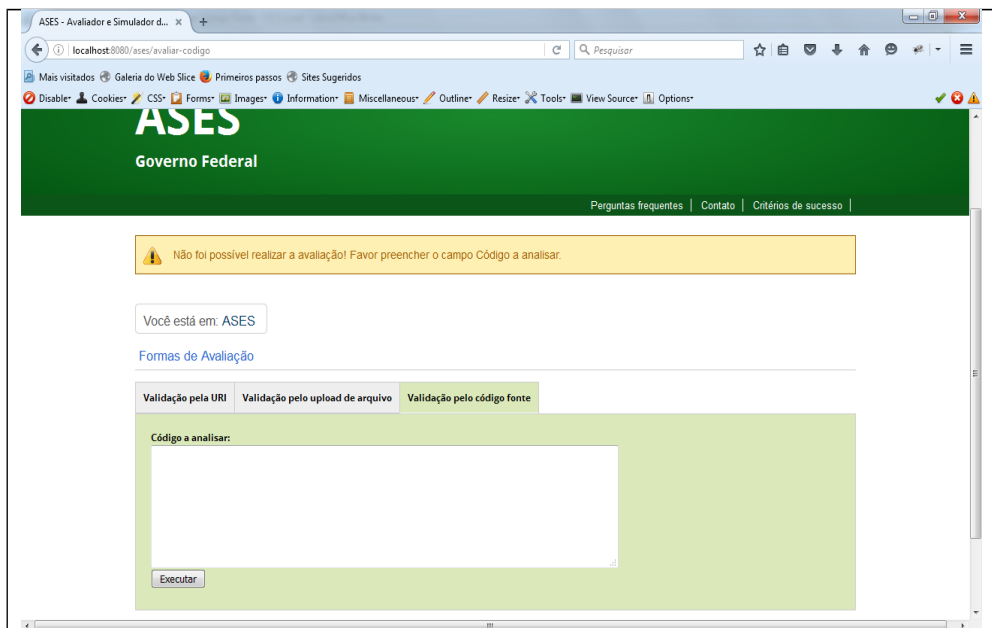 ASES - Avaliador e Simulador d... × +
localhost:8080/ases/avaliar-codigo Pesquisar
Mais visitados Galeria do Web Slice Primeiros passos Sites Sugeridos
Disable Cookies CSS Forms Images Information Miscellaneous Outline Resize Tools View Source Options
ASES
Governo Federal
Perguntas frequentes | Contato | Critérios de sucesso |
Não foi possível realizar a avaliação! Favor preencher o campo Código a analisar.
Você está em: ASES
Formas de Avaliação
Validação pela URI Validação pelo upload de arquivo Validação pelo código fonte
Código a analisar:
Executar